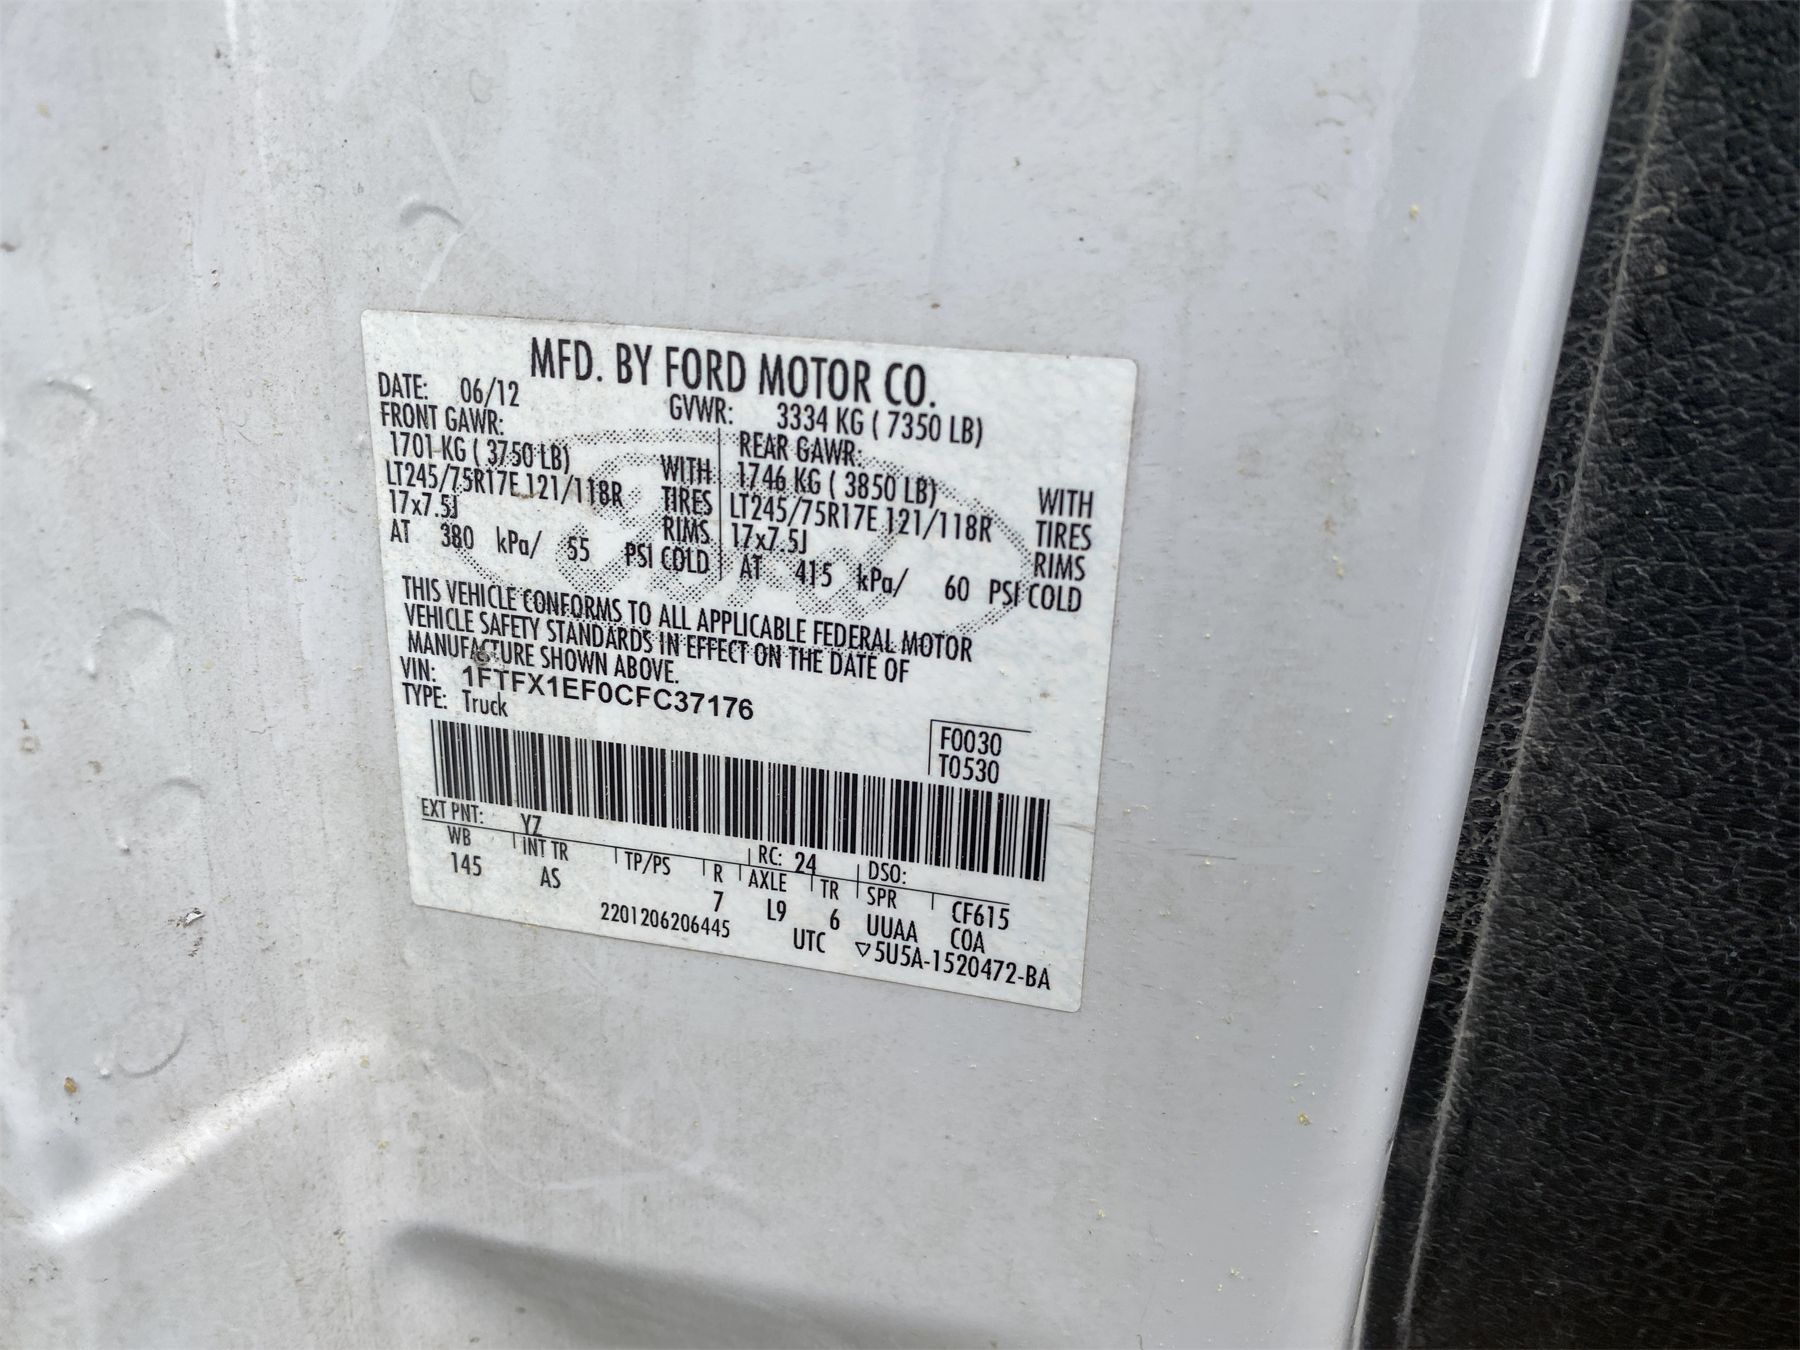 MFD. BY FORD MOTOR CO.
DATE: 06/12 GVWR: 3334 KG ( 7350 LB)
FRONT GAWR: REAR GAWR:
1701 KG ( 3750 LB) WITH 1746 KG ( 3850 LB) WITH
LT245/75R17E 121/118R TIRES LT245/75R17E 121/118R TIRES
17x7.5J RIMS 17x7.5J RIMS
AT 380 kPa/ 55 PSI COLD AT 415 kPa/ 60 PSI COLD
THIS VEHICLE CONFORMS TO ALL APPLICABLE FEDERAL MOTOR
VEHICLE SAFETY STANDARDS IN EFFECT ON THE DATE OF
MANUFACTURE SHOWN ABOVE.
VIN: 1FTFX1EF0CFC37176
TYPE: Truck
F0030
T0530
EXT PNT: YZ RC: 24 DSO:
WB INT TR TP/PS R AXLE TR SPR CF615
145 AS 7 L9 6 UUAA COA
2201206206445 UTC ▽5U5A-1520472-BA